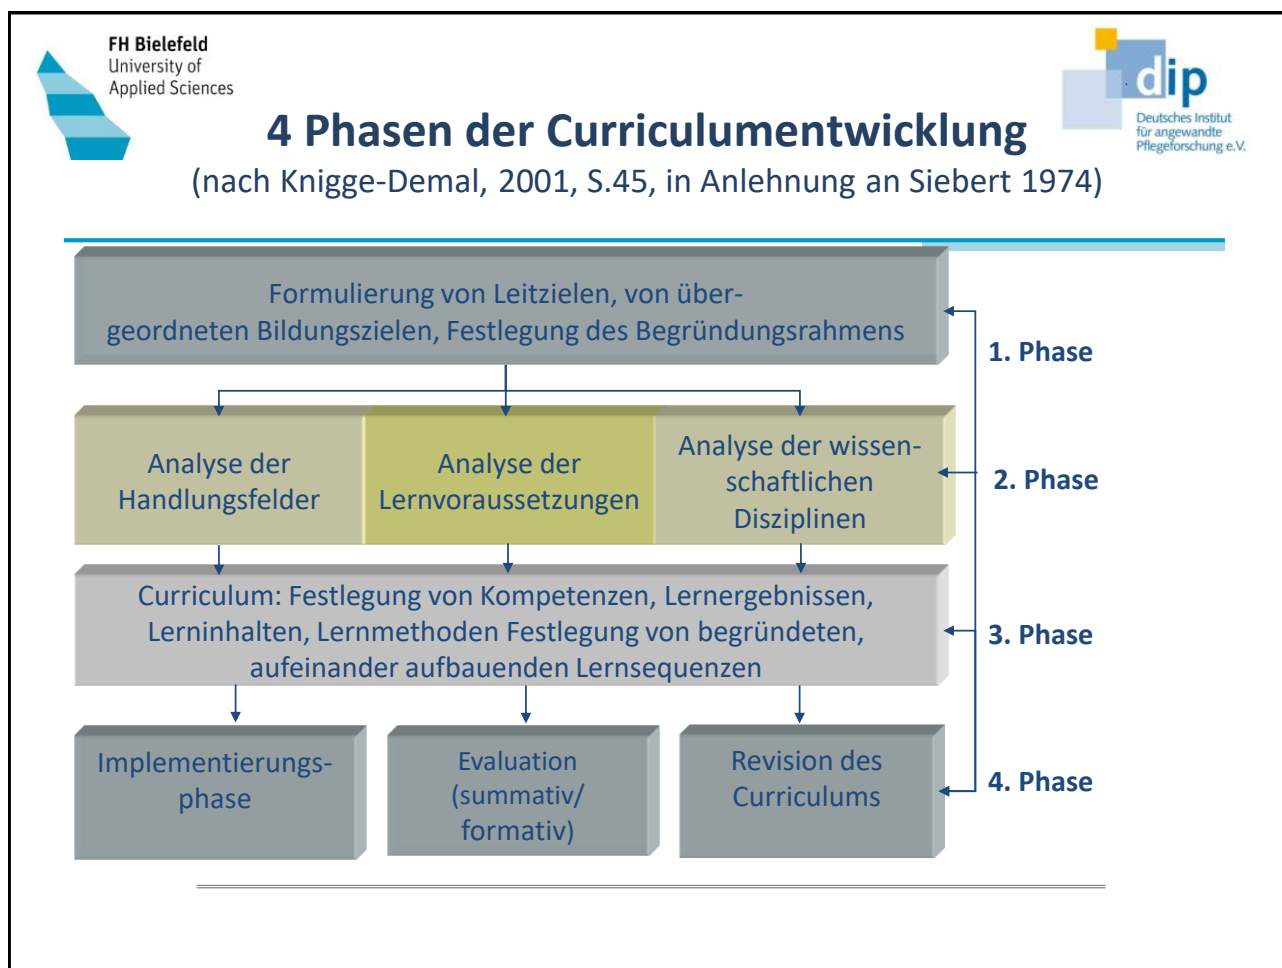 FH Bielefeld
University of
Applied Sciences
dip
Deutsches Institut
für angewandte
Pflegeforschung e.V.
4 Phasen der Curriculumentwicklung
(nach Knigge-Demal, 2001, S.45, in Anlehnung an Siebert 1974)
Formulierung von Leitzielen, von über-
geordneten Bildungszielen, Festlegung des Begründungsrahmens
1. Phase
Analyse der
Handlungsfelder
Analyse der
Lernvoraussetzungen
Analyse der wissen-
schaftlichen
Disziplinen
2. Phase
Curriculum: Festlegung von Kompetenzen, Lernergebnissen,
Lerninhalten, Lernmethoden Festlegung von begründeten,
aufeinander aufbauenden Lernsequenzen
3. Phase
Implementierungs-
phase
Evaluation
(summativ/
formativ)
Revision des
Curriculums
4. Phase